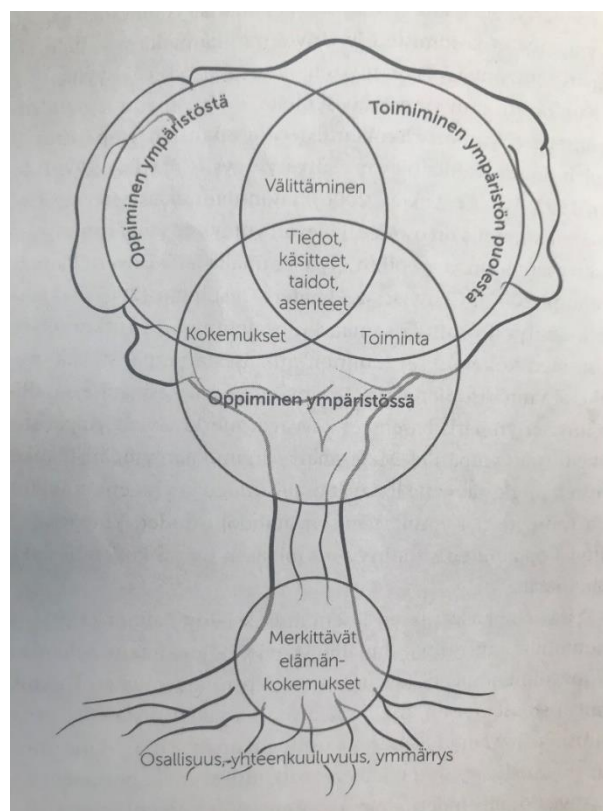 Oppiminen ympäristöstä
Toimiminen ympäristön puolesta
Välittäminen
Tiedot,
käsitteet,
taidot,
asenteet
Kokemukset
Toiminta
Oppiminen ympäristössä
Merkittävät
elämän-
kokemukset
Osallisuus, yhteenkuuluvuus, ymmärrys